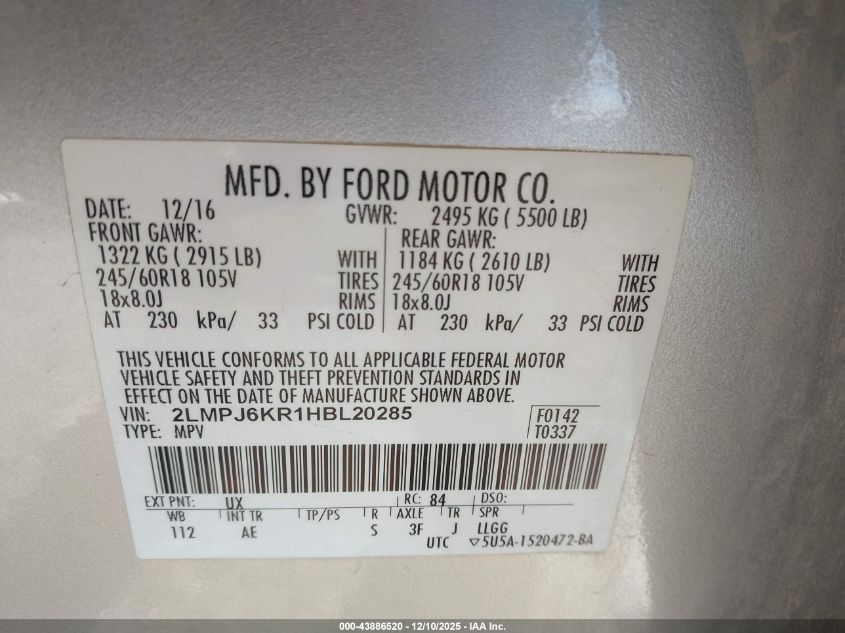 MFD. BY FORD MOTOR CO.
DATE: 12/16 GVWR: 2495 KG ( 5500 LB)
FRONT GAWR: REAR GAWR:
1322 KG ( 2915 LB) WITH 1184 KG ( 2610 LB) WITH
245/60R18 105V TIRES 245/60R18 105V TIRES
18x8.0J RIMS 18x8.0J RIMS
AT 230 kPa/ 33 PSI COLD AT 230 kPa/ 33 PSI COLD
THIS VEHICLE CONFORMS TO ALL APPLICABLE FEDERAL MOTOR
VEHICLE SAFETY AND THEFT PREVENTION STANDARDS IN
EFFECT ON THE DATE OF MANUFACTURE SHOWN ABOVE.
VIN: 2LMPJ6KR1HBL20285 F0142
TYPE: MPV T0337
EXT PNT: UX RC: 84 DSO:
WB INT TR TP/PS R AXLE TR SPR
112 AE S 3F J LLGG
UTC ▽5U5A-1520472-BA
000-43886520 - 12/10/2025 - IAA Inc.